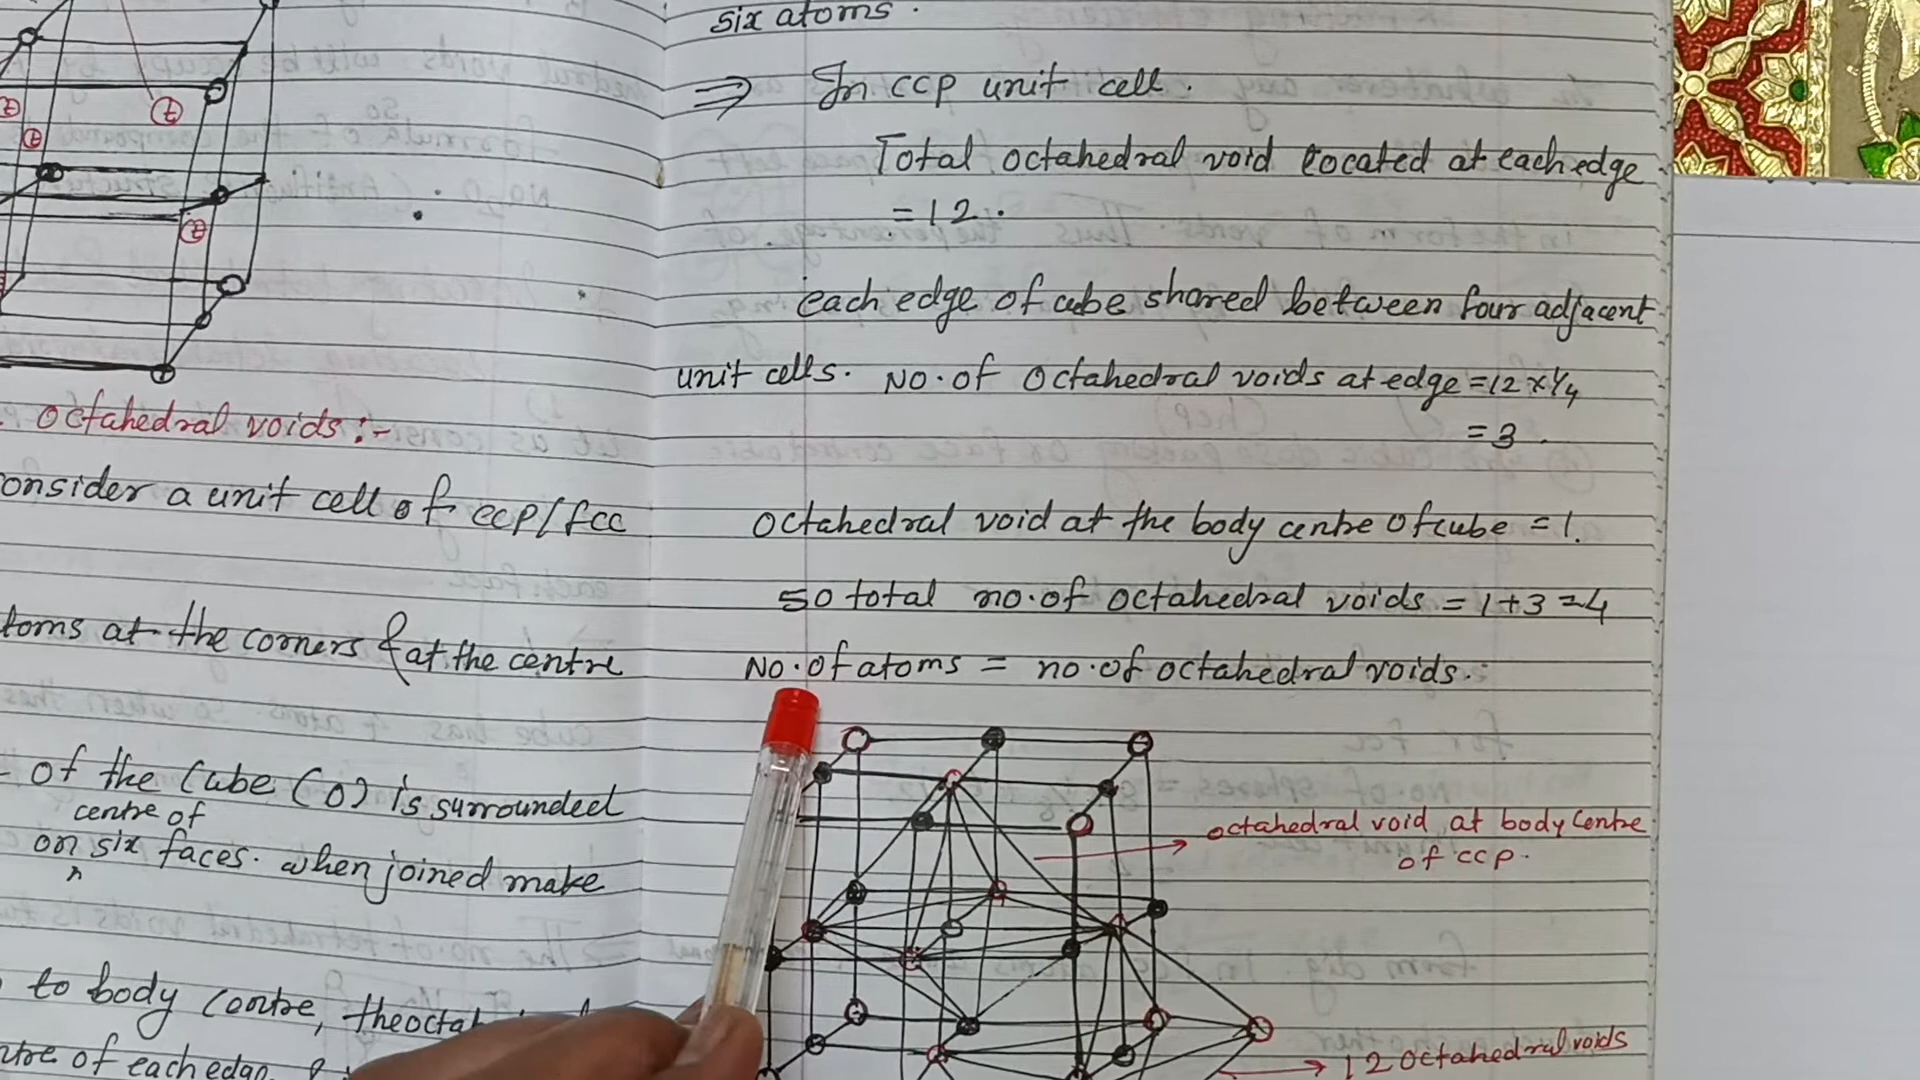 octahedral voids :-
onsider a unit cell of ccp/fcc
toms at the corners & at the centre
of the Cube (O) is surrounded
centre of
on six faces. when joined make
to body centre, the octa
ntre of each edge
six atoms.
⇒ In CCP unit cell.
Total octahedral void located at each edge
= 12.
each edge of cube shared between four adjacent
unit cells. No. of Octahedral voids at edge = 12 x 1/4
= 3.
Octahedral void at the body centre of cube = 1.
So total no. of octahedral voids = 1+3 = 4
No. of atoms = no. of octahedral voids.
octahedral void at body centre
of ccp.
12 octahedral voids